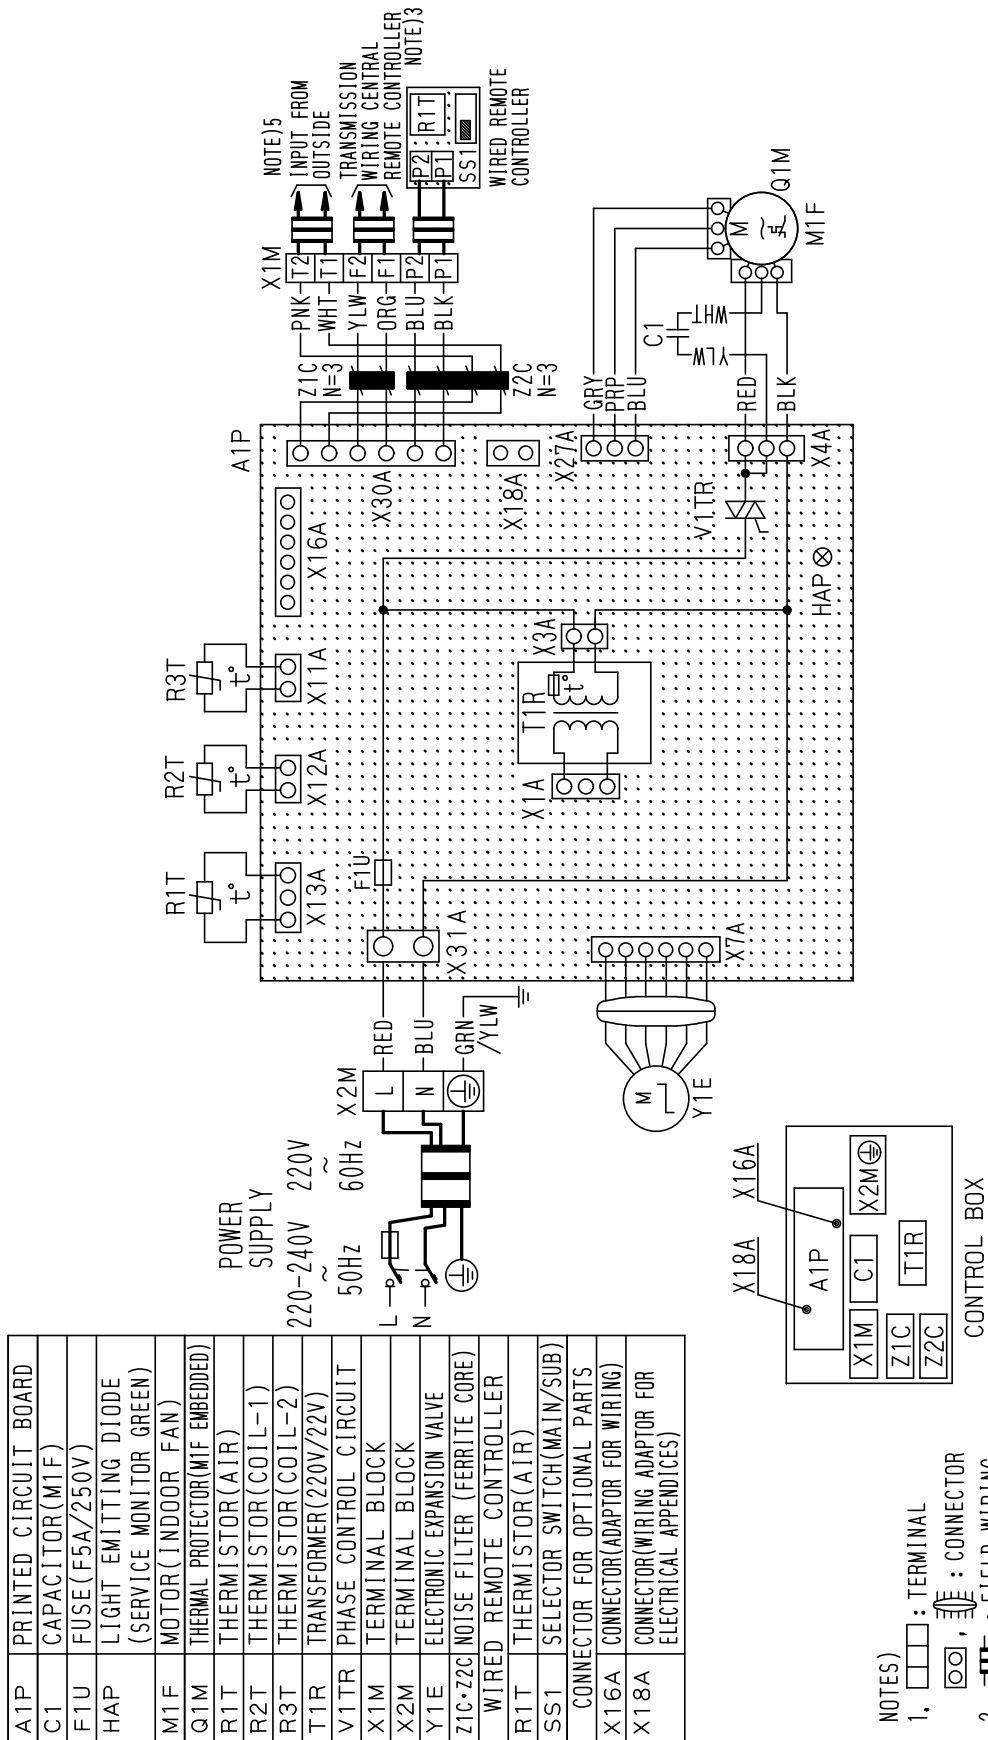 A1P PRINTED CIRCUIT BOARD
C1 CAPACITOR(M1F)
F1U FUSE(F5A/250V)
HAP LIGHT EMITTING DIODE
(SERVICE MONITOR GREEN)
M1F MOTOR(INDOOR FAN)
Q1M THERMAL PROTECTOR(M1F EMBEDDED)
R1T THERMISTOR(AIR)
R2T THERMISTOR(COIL-1)
R3T THERMISTOR(COIL-2)
T1R TRANSFORMER(220V/22V)
V1TR PHASE CONTROL CIRCUIT
X1M TERMINAL BLOCK
X2M TERMINAL BLOCK
Y1E ELECTRONIC EXPANSION VALVE
Z1C·Z2C NOISE FILTER (FERRITE CORE)
WIRED REMOTE CONTROLLER
R1T THERMISTOR(AIR)
SS1 SELECTOR SWITCH(MAIN/SUB)
CONNECTOR FOR OPTIONAL PARTS
X16A CONNECTOR(ADAPTOR FOR WIRING)
X18A CONNECTOR(WIRING ADAPTOR FOR
ELECTRICAL APPENDICES)
POWER
SUPPLY
220-240V 220V
~ ~
50Hz 60Hz
L
N
X2M
L
N
RED
BLU
GRN
/YLW
R1T
t°
X13A
R2T
t°
X12A
R3T
t°
X11A
X16A
A1P
X31A
F1U
X30A
X18A
X27A
X4A
X7A
X1A
T1R
t°
X3A
V1TR
HAP
M
Y1E
Z1C
N=3
Z2C
N=3
PNK
WHT
YLW
ORG
BLU
BLK
X1M
T2
T1
F2
F1
P2
P1
NOTE)5
INPUT FROM
OUTSIDE
TRANSMISSION
WIRING CENTRAL
REMOTE CONTROLLER
NOTE)3
P2
P1
R1T
SS1
WIRED REMOTE
CONTROLLER
GRY
PRP
BLU
C1
YLW
WHT
RED
BLK
M
~
Q1M
M1F
X18A
X16A
A1P
X1M
C1
X2M
Z1C
T1R
Z2C
CONTROL BOX
NOTES)
1. : TERMINAL
, : CONNECTOR
2. : FIELD WIRING